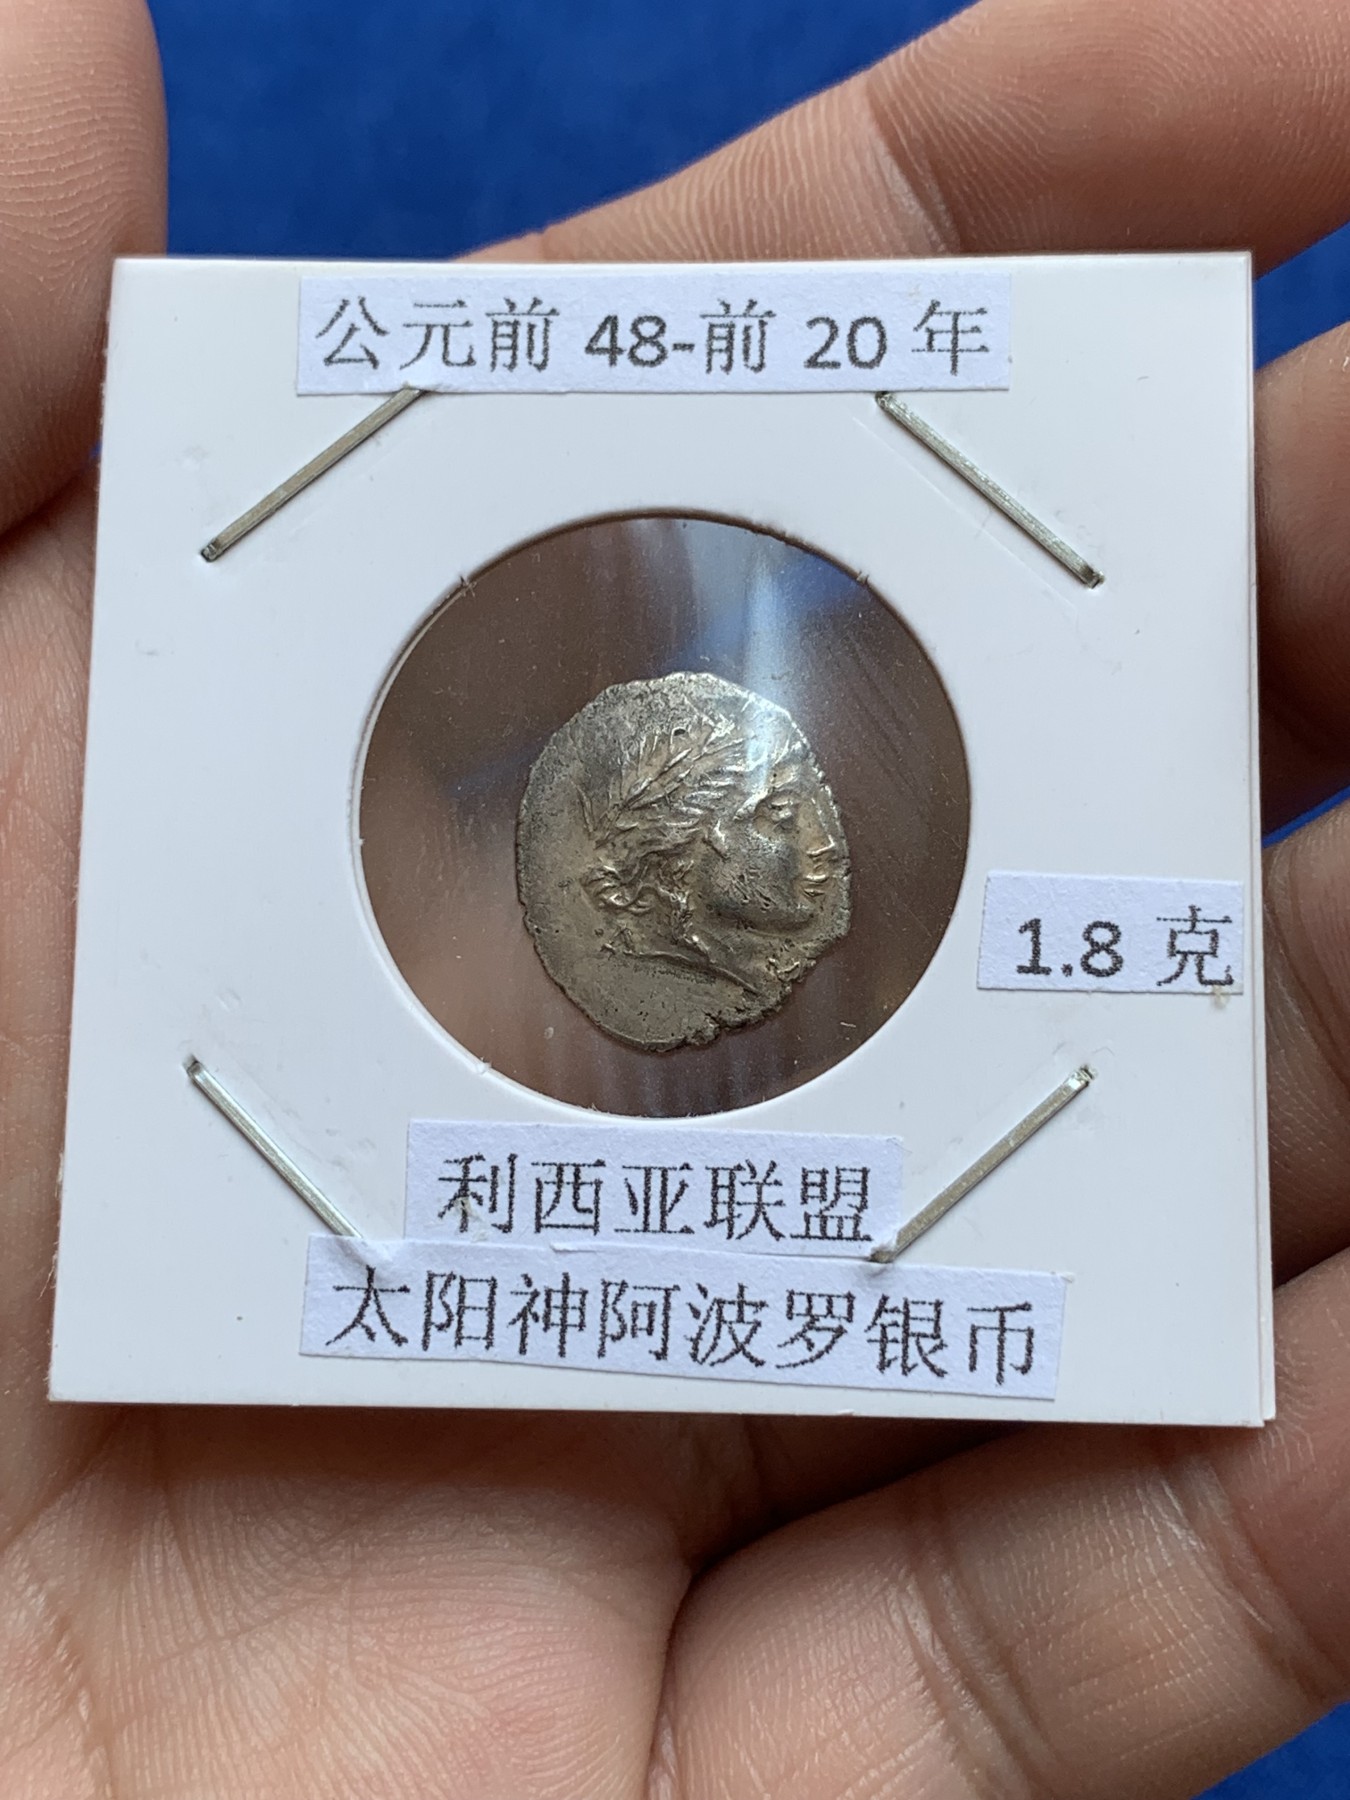 公元前 48-前 20 年
1.8 克
利西亚联盟
太阳神阿波罗银币